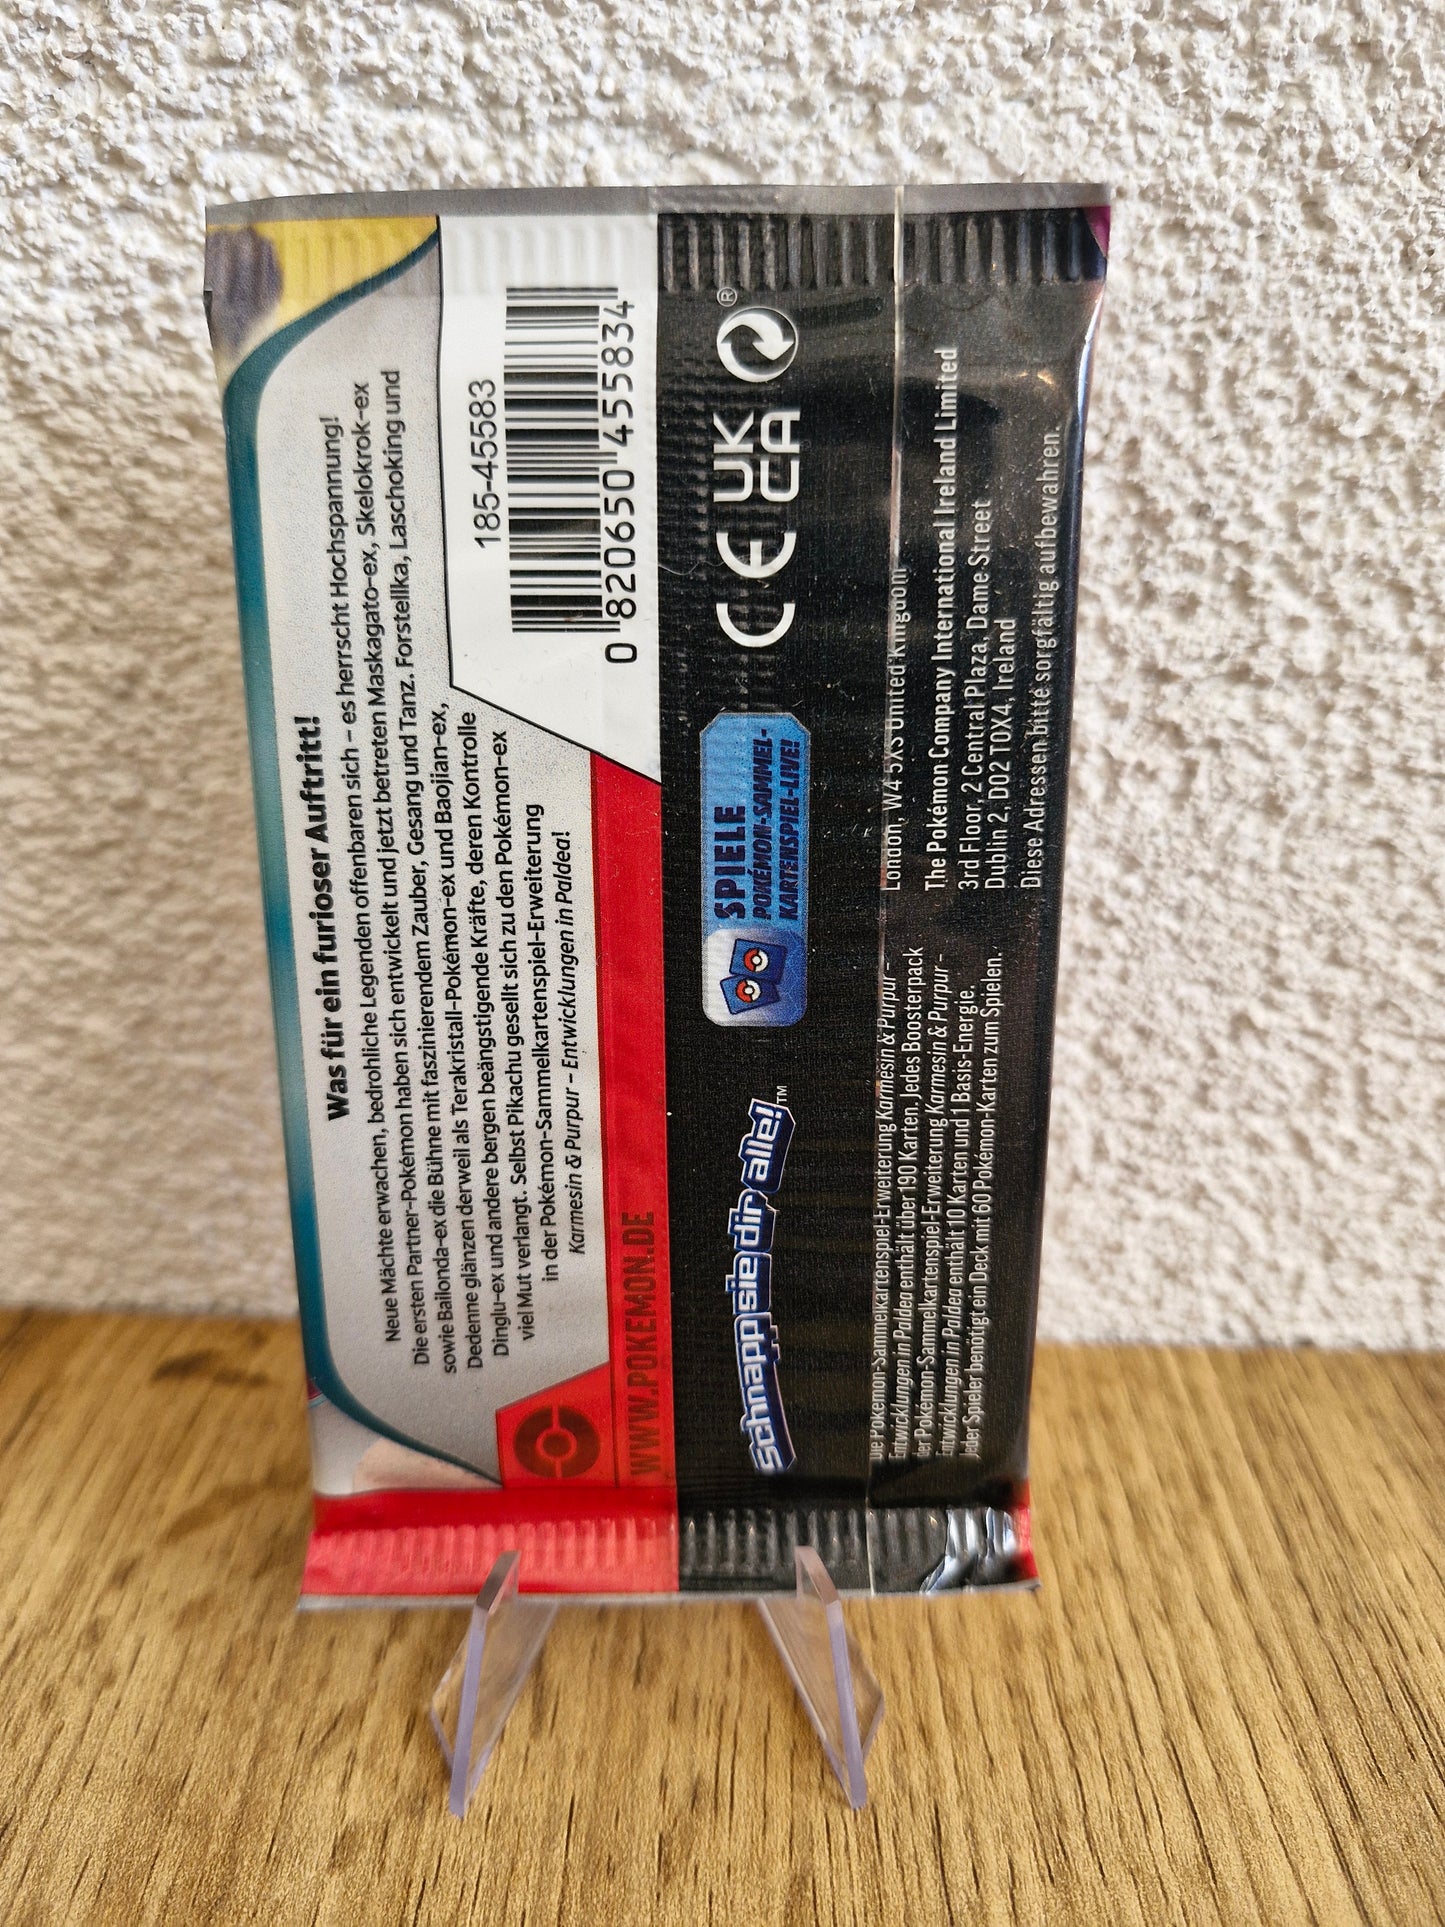 Was für ein furioser Auftritt!
Neue Mächte erwachen, bedrohliche Legenden offenbaren sich – es herrscht Hochspannung!
Die ersten Partner-Pokémon haben sich entwickelt und jetzt betreten Maskagato-ex, Skelokrok-ex
sowie Bailonda-ex die Bühne mit faszinierendem Zauber, Gesang und Tanz. Forstellka, Laschoking und
Dedenne glänzen derweil als Terakristall-Pokémon-ex und Baojian-ex,
Dinglu-ex und andere bergen beängstigende Kräfte, deren Kontrolle
viel Mut verlangt. Selbst Pikachu gesellt sich zu den Pokémon-ex
in der Pokémon-Sammelkartenspiel-Erweiterung
Karmesin & Purpur – Entwicklungen in Paldea!
185-45583
0 820650 455834
WWW.POKEMON.DE
Schnapp sie dir alle!™
SPIELE
POKÉMON-SAMMEL-
KARTENSPIEL-LIVE!
CE UK
CA
®
Die Pokémon-Sammelkartenspiel-Erweiterung Karmesin & Purpur –
Entwicklungen in Paldea enthält über 190 Karten. Jedes Boosterpack
der Pokémon-Sammelkartenspiel-Erweiterung Karmesin & Purpur –
Entwicklungen in Paldea enthält 10 Karten und 1 Basis-Energie.
Jeder Spieler benötigt ein Deck mit 60 Pokémon-Karten zum Spielen.
London, W4 5XS United Kingdom
The Pokémon Company International Ireland Limited
3rd Floor, 2 Central Plaza, Dame Street
Dublin 2, D02 T0X4, Ireland
Diese Adressen bitte sorgfältig aufbewahren.